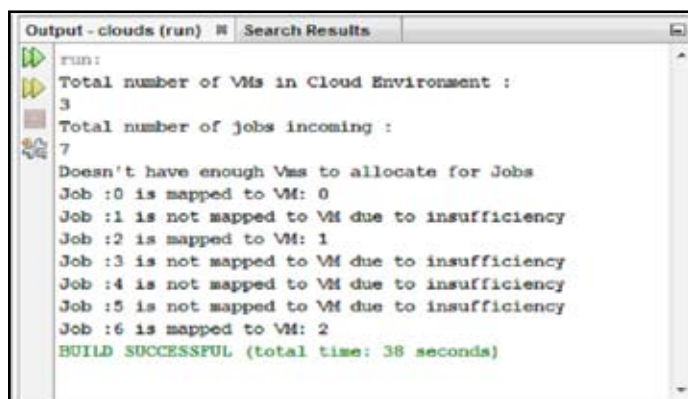 Output - clouds (run) Search Results
run:
Total number of VMs in Cloud Environment :
3
Total number of jobs incoming :
7
Doesn't have enough Vms to allocate for Jobs
Job :0 is mapped to VM: 0
Job :1 is not mapped to VM due to insufficiency
Job :2 is mapped to VM: 1
Job :3 is not mapped to VM due to insufficiency
Job :4 is not mapped to VM due to insufficiency
Job :5 is not mapped to VM due to insufficiency
Job :6 is mapped to VM: 2
BUILD SUCCESSFUL (total time: 38 seconds)